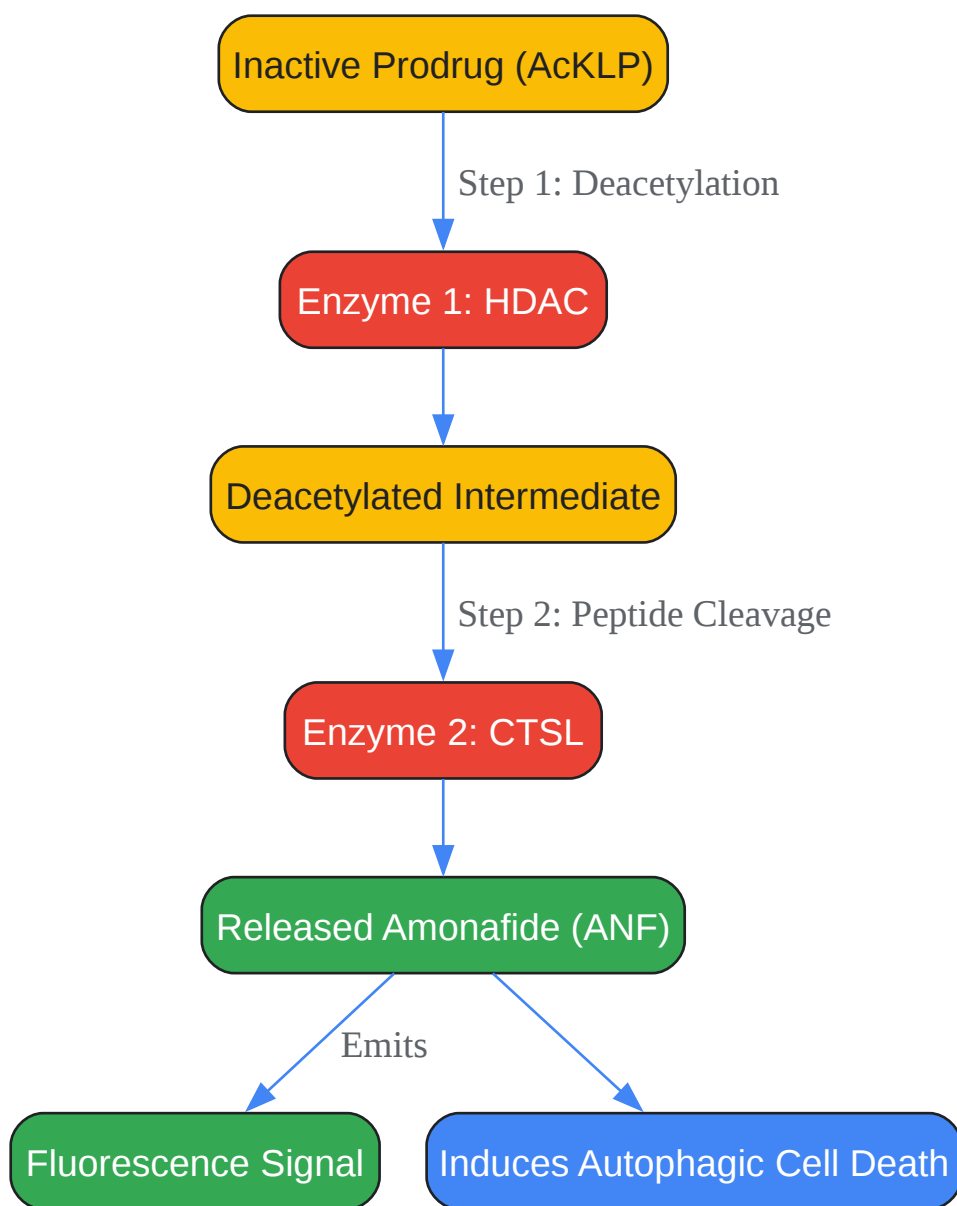 Inactive Prodrug (AcKLP)
Step 1: Deacetylation
Enzyme 1: HDAC
Deacetylated Intermediate
Step 2: Peptide Cleavage
Enzyme 2: CTSL
Released Amonafide (ANF)
Emits
Fluorescence Signal
Induces Autophagic Cell Death